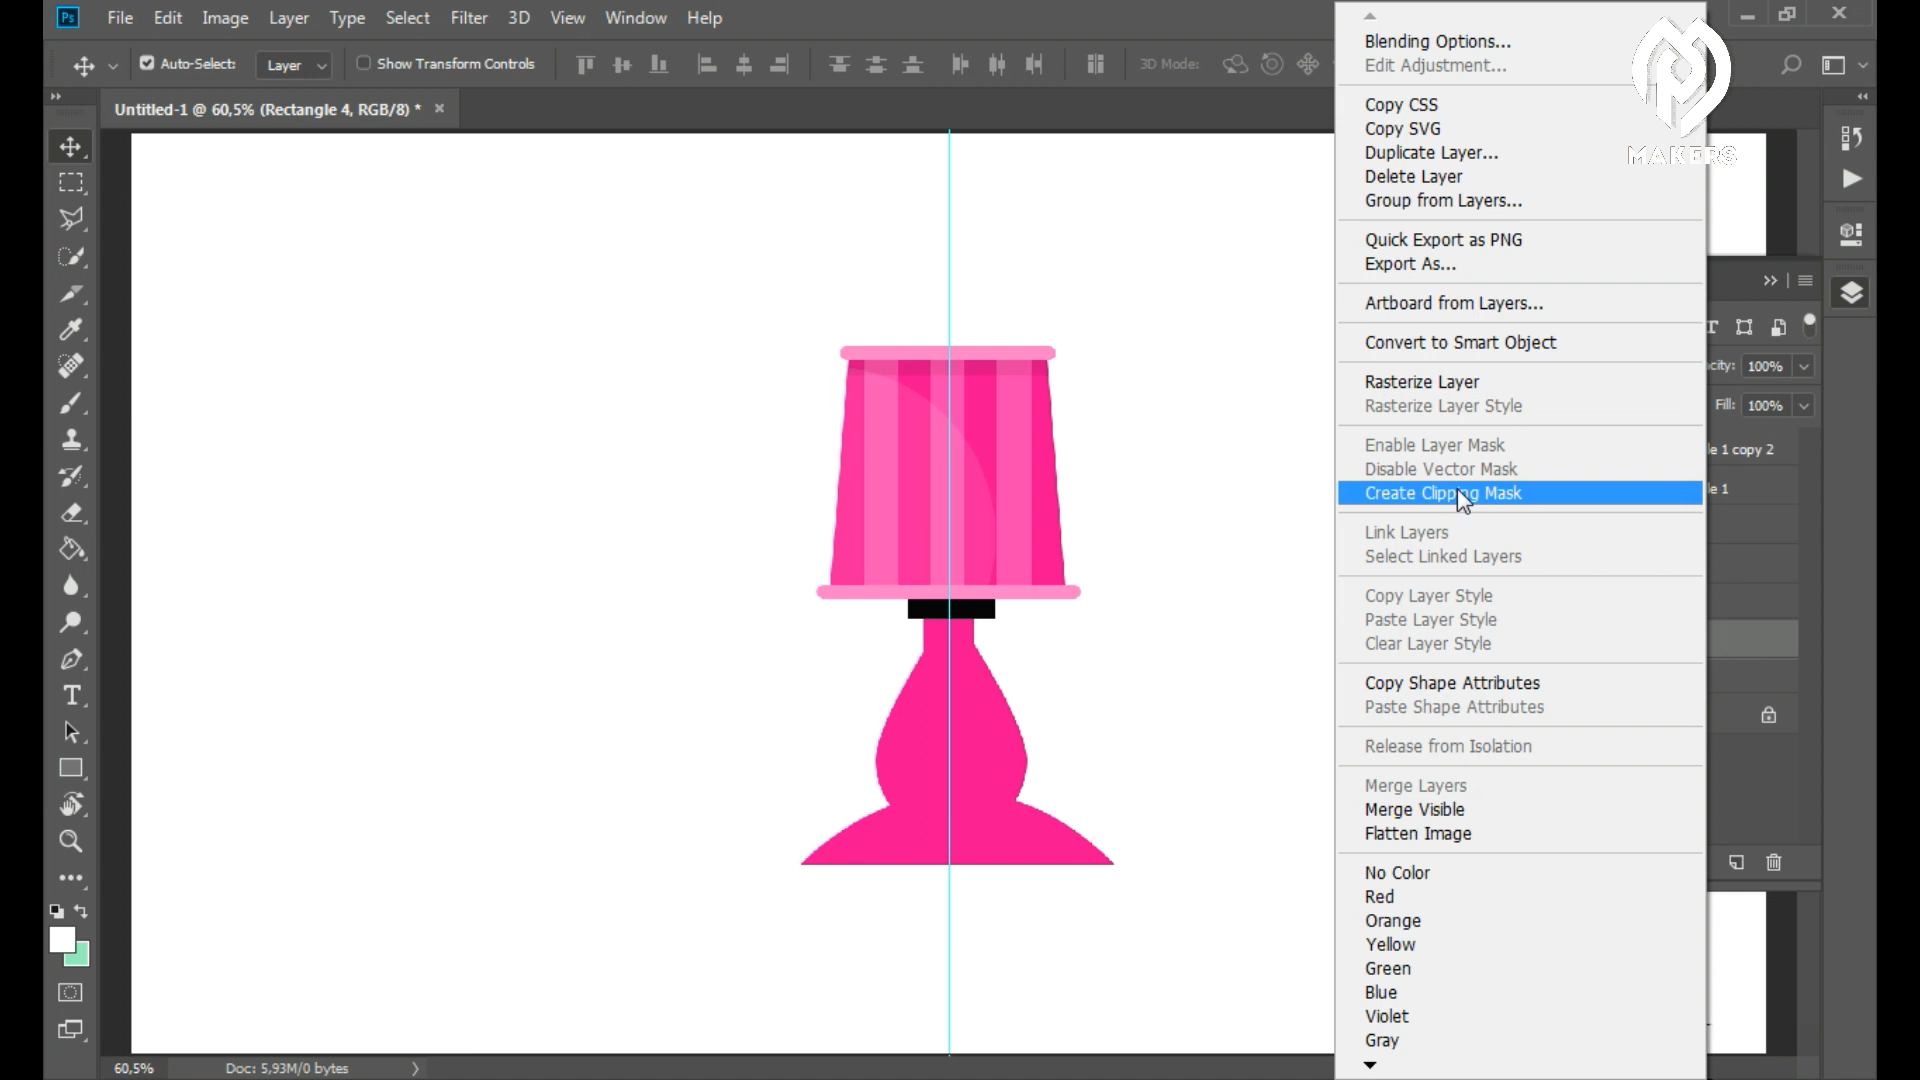 Ps File Edit Image Layer Type Select Filter 3D View Window Help
Auto-Select: Layer Show Transform Controls 3D Mode:
Untitled-1 @ 60,5% (Rectangle 4, RGB/8) *
Blending Options...
Edit Adjustment...
Copy CSS
Copy SVG
Duplicate Layer...
Delete Layer
Group from Layers...
Quick Export as PNG
Export As...
Artboard from Layers...
Convert to Smart Object
Rasterize Layer
Rasterize Layer Style
Enable Layer Mask
Disable Vector Mask
Create Clipping Mask
Link Layers
Select Linked Layers
Copy Layer Style
Paste Layer Style
Clear Layer Style
Copy Shape Attributes
Paste Shape Attributes
Release from Isolation
Merge Layers
Merge Visible
Flatten Image
No Color
Red
Orange
Yellow
Green
Blue
Violet
Gray
MAKERS
100%
Fill: 100%
1 copy 2
1
60,5% Doc: 5,93M/0 bytes